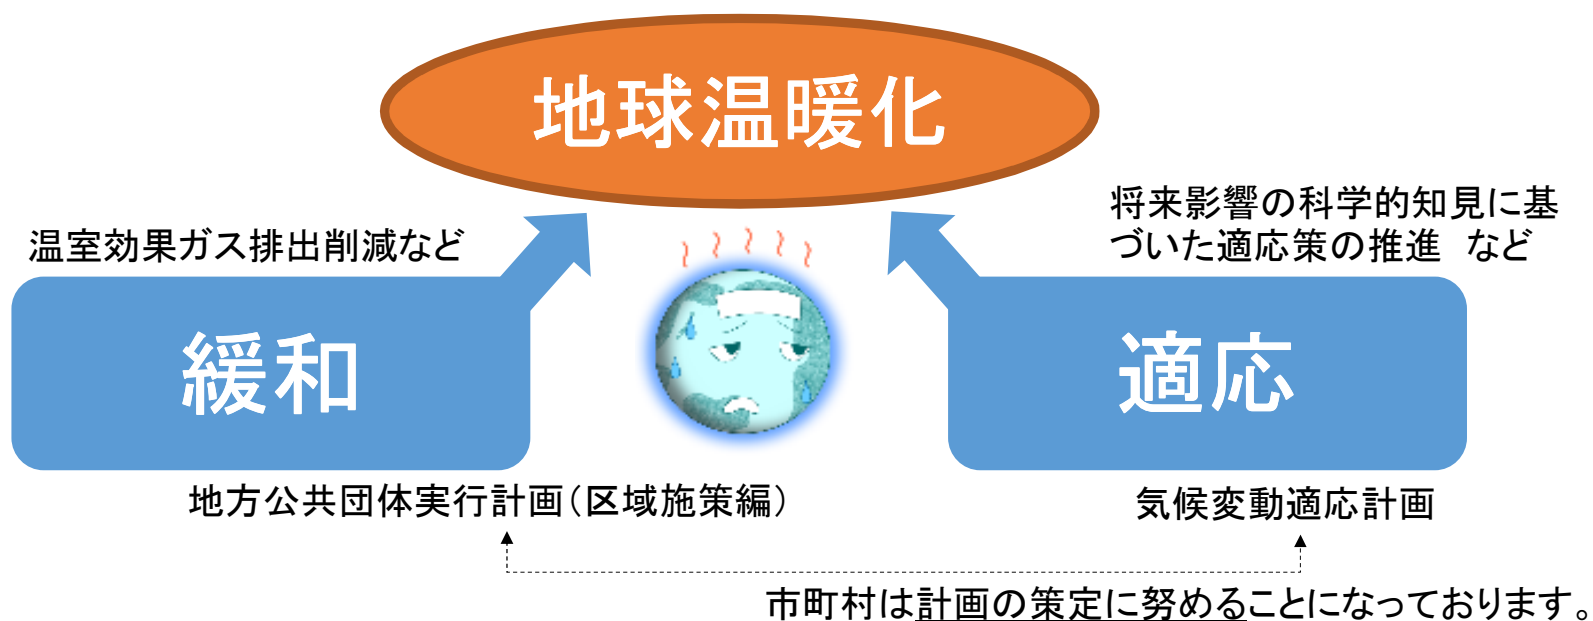 地球温暖化
温室効果ガス排出削減など
将来影響の科学的知見に基
づいた適応策の推進　など
緩和
適応
地方公共団体実行計画（区域施策編）
気候変動適応計画
市町村は計画の策定に努めることになっております。